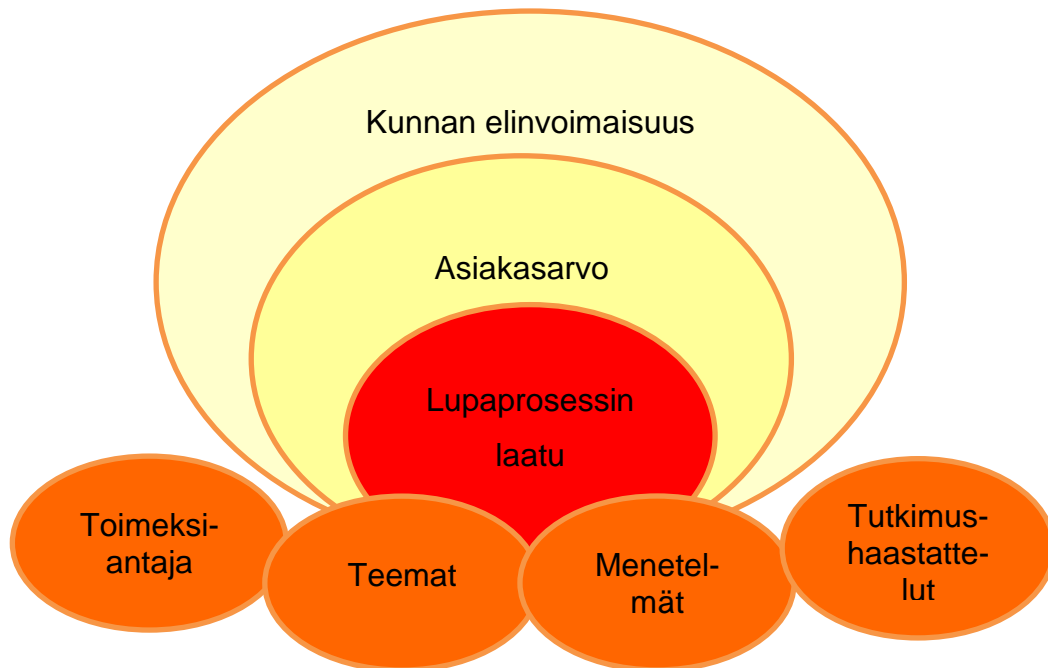 Kunnan elinvoimaisuus
Asiakasarvo
Lupaprosessin
laatu
Toimeksi-
antaja
Teemat
Menetel-
mät
Tutkimus-
haastatte-
lut